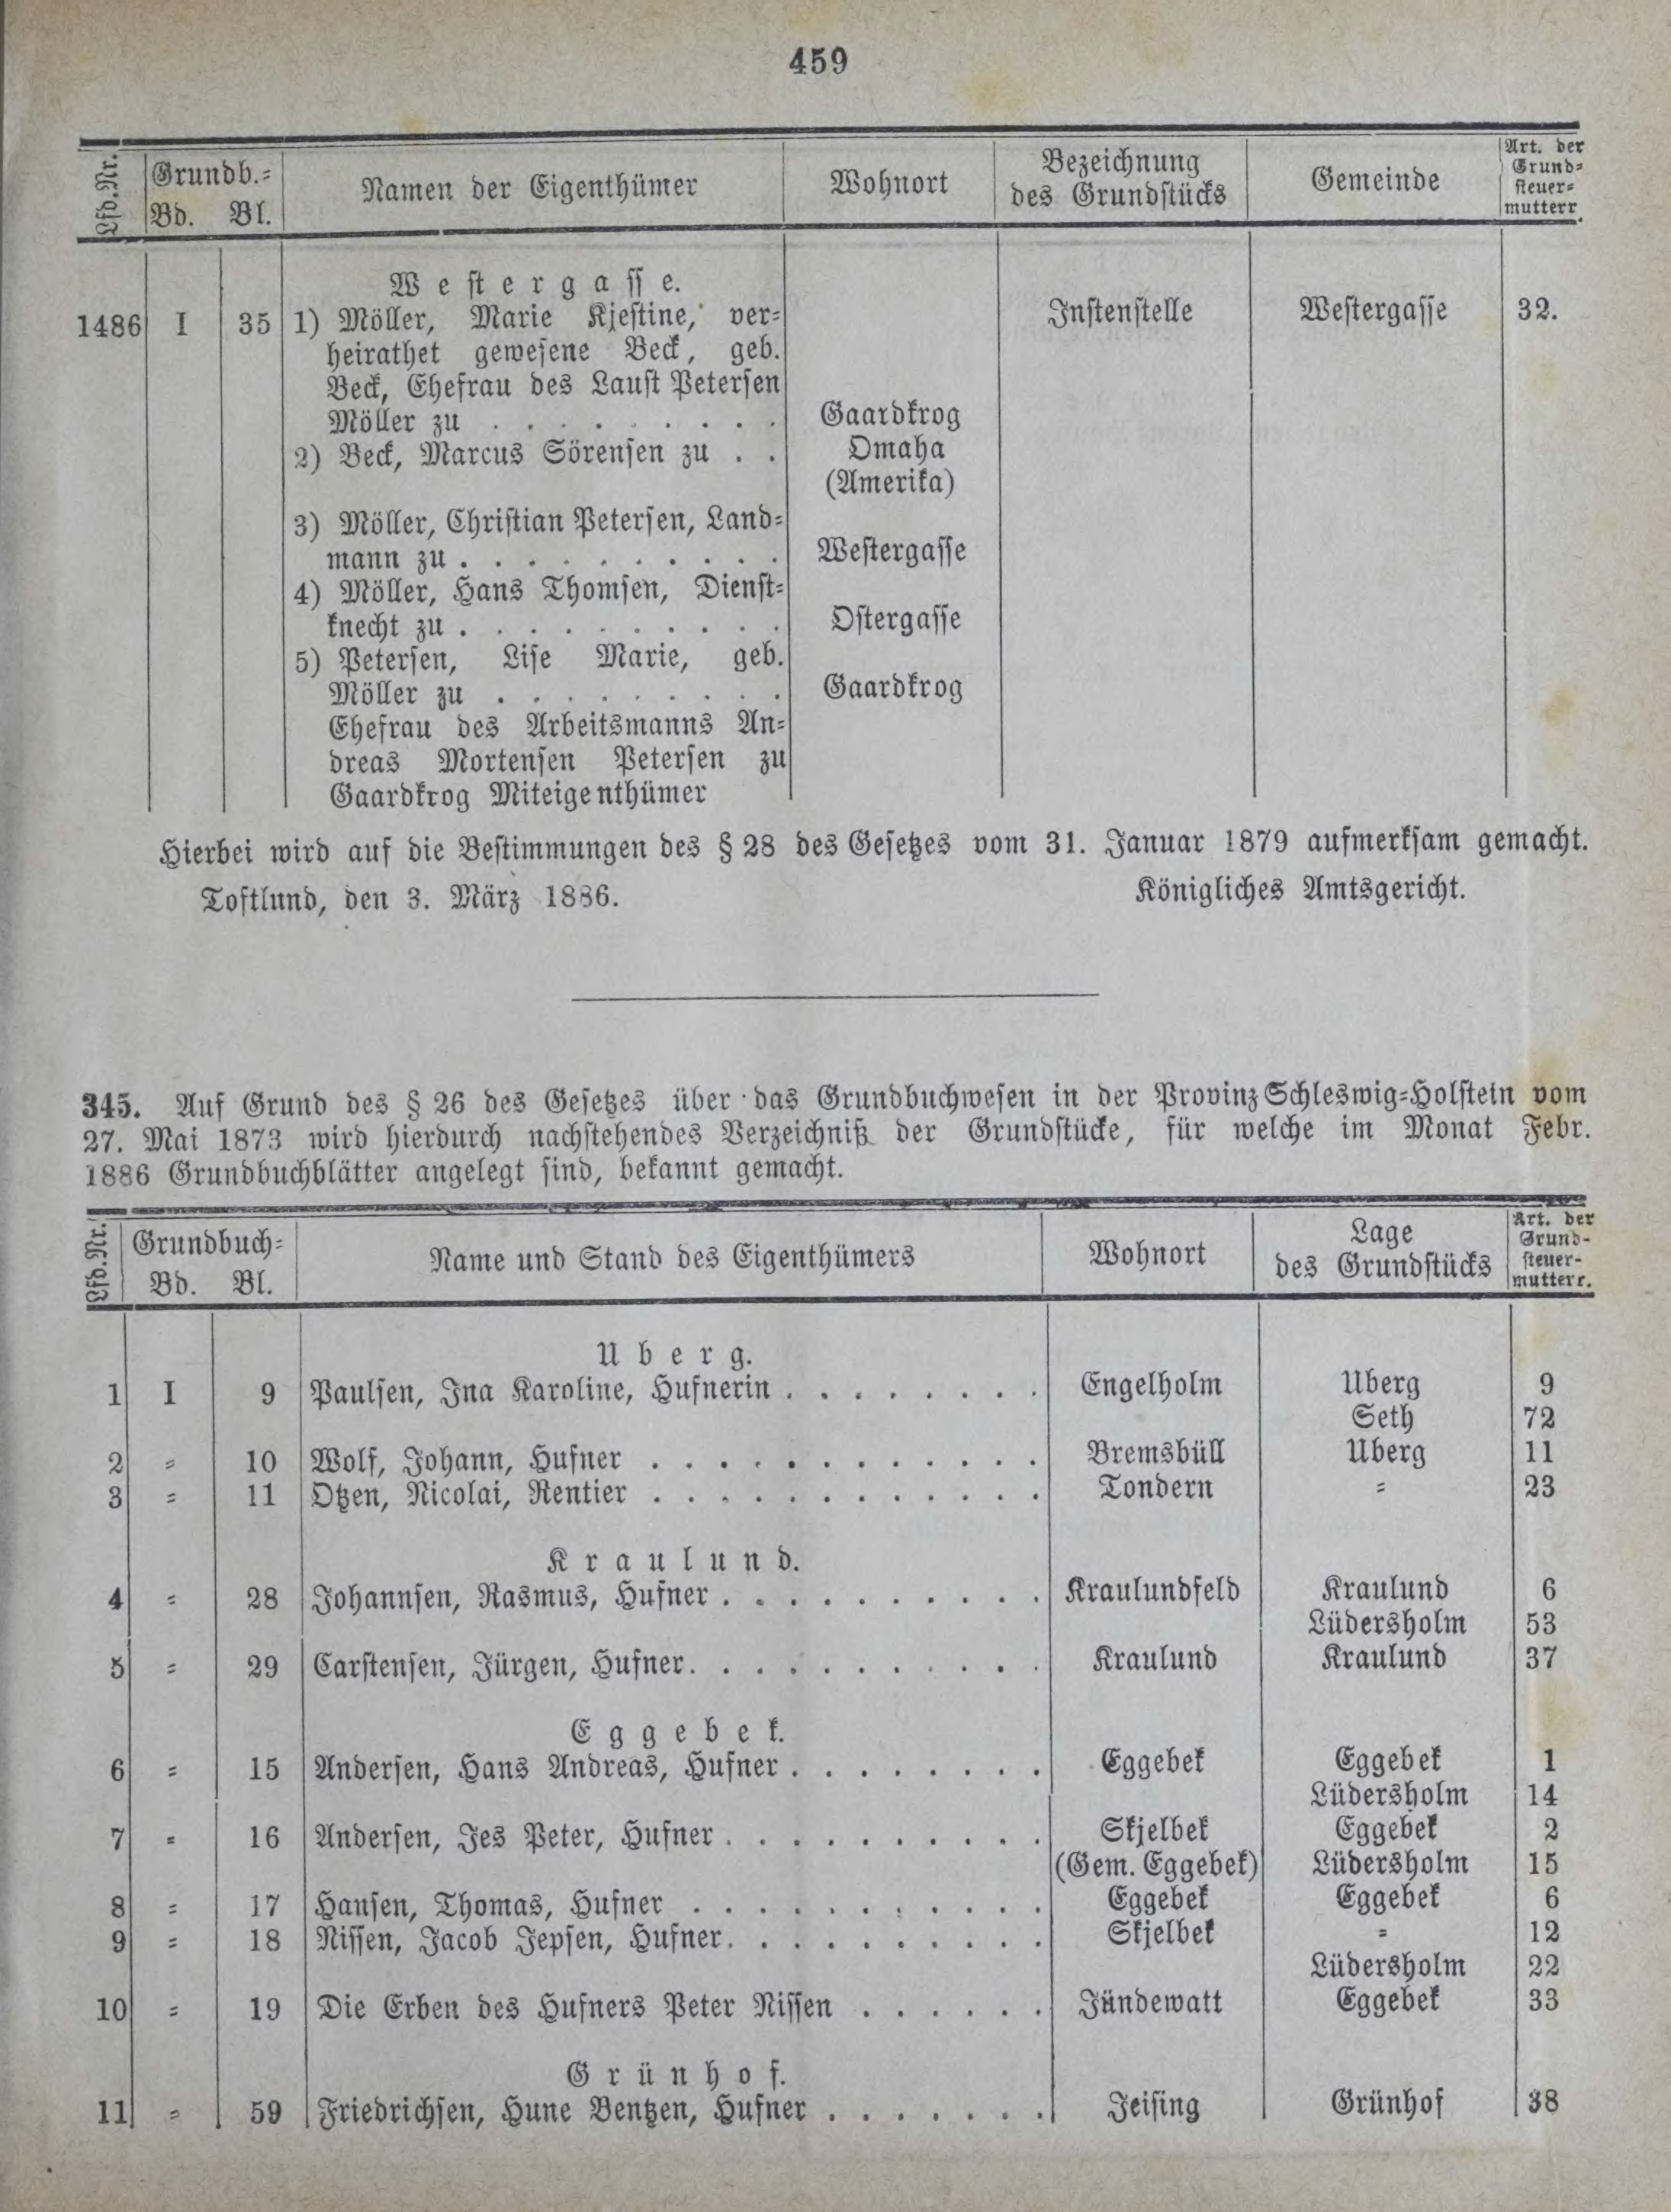 459
Lfd. Nr. Grundb.= Bd. Bl. Namen der Eigenthümer Wohnort Bezeichnung des Grundstücks Gemeinde Art. der Grund= steuer= mutterr.
Westergasse.
1486 I 35 1) Möller, Marie Kjestine, ver= Instenstelle Westergasse 32.
heirathet gewesene Beck, geb.
Beck, Ehefrau des Laust Petersen
Möller zu . . . . . . . . . Gaardkrog
2) Beck, Marcus Sörensen zu . . Omaha
(Amerika)
3) Möller, Christian Petersen, Land=
mann zu . . . . . . . . . . Westergasse
4) Möller, Hans Thomsen, Dienst=
knecht zu . . . . . . . . . . Ostergasse
5) Petersen, Lise Marie, geb.
Möller zu . . . . . . . . . Gaardkrog
Ehefrau des Arbeitsmanns An=
dreas Mortensen Petersen zu
Gaardkrog Miteigenthümer
Hierbei wird auf die Bestimmungen des § 28 des Gesetzes vom 31. Januar 1879 aufmerksam gemacht.
Toftlund, den 3. März 1886. Königliches Amtsgericht.
345. Auf Grund des § 26 des Gesetzes über das Grundbuchwesen in der Provinz Schleswig=Holstein vom
27. Mai 1873 wird hierdurch nachstehendes Verzeichniß der Grundstücke, für welche im Monat Febr.
1886 Grundbuchblätter angelegt sind, bekannt gemacht.
Lfd. Nr. Grundbuch= Bd. Bl. Name und Stand des Eigenthümers Wohnort Lage des Grundstücks Art. der Grund- steuer- mutterr.
Uberg.
1 I 9 Paulsen, Ina Karoline, Hufnerin . . . . . . . . Engelholm Uberg 9
Seth 72
2 = 10 Wolf, Johann, Hufner . . . . . . . . . . . . Bremsbüll Uberg 11
3 = 11 Otzen, Nicolai, Rentier . . . . . . . . . . . . Tondern = 23
Kraulund.
4 = 28 Johannsen, Rasmus, Hufner . . . . . . . . . . Kraulundfeld Kraulund 6
Lüdersholm 53
5 = 29 Carstensen, Jürgen, Hufner. . . . . . . . . . . Kraulund Kraulund 37
Eggebek.
6 = 15 Andersen, Hans Andreas, Hufner . . . . . . . . Eggebek Eggebek 1
Lüdersholm 14
7 = 16 Andersen, Jes Peter, Hufner . . . . . . . . . . Skjelbek Eggebek 2
(Gem. Eggebek) Lüdersholm 15
8 = 17 Hansen, Thomas, Hufner . . . . . . . . . . . Eggebek Eggebek 6
9 = 18 Nissen, Jacob Jepsen, Hufner. . . . . . . . . . Skjelbek = 12
Lüdersholm 22
10 = 19 Die Erben des Hufners Peter Nissen . . . . . . Jündewatt Eggebek 33
Grünhof.
11 = 59 Friedrichsen, Hune Bentzen, Hufner . . . . . . . Jeising Grünhof 38